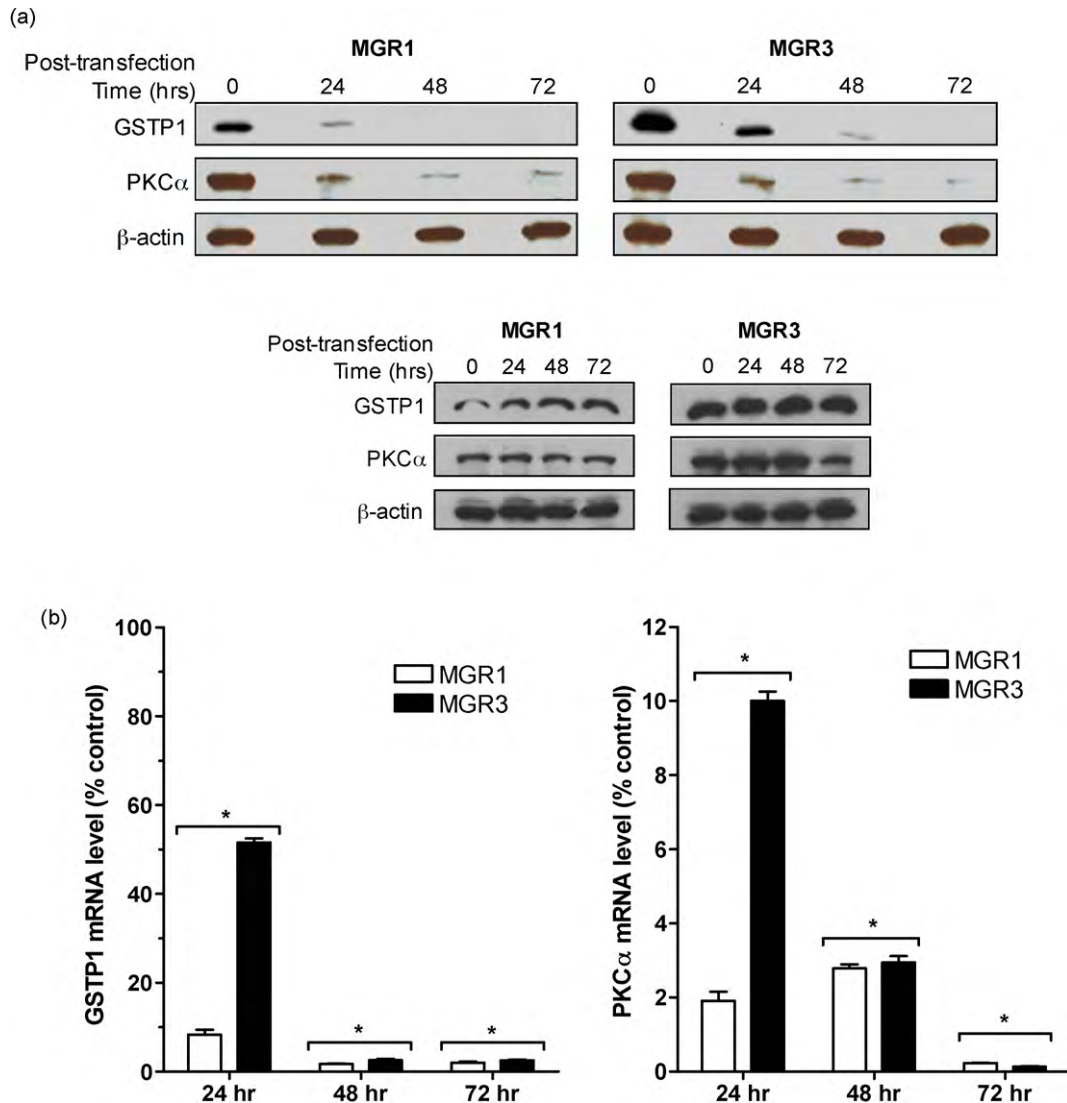 (a)
MGR1 MGR3
Post-transfection
Time (hrs) 0 24 48 72 0 24 48 72
GSTP1
PKCα
β-actin
MGR1 MGR3
Post-transfection
Time (hrs) 0 24 48 72 0 24 48 72
GSTP1
PKCα
β-actin
(b)
GSTP1 mRNA level (% control)
100
80
60
40
20
0
MGR1
MGR3
*
*
*
24 hr 48 hr 72 hr
PKCα mRNA level (% control)
12
10
8
6
4
2
0
MGR1
MGR3
*
*
*
24 hr 48 hr 72 hr